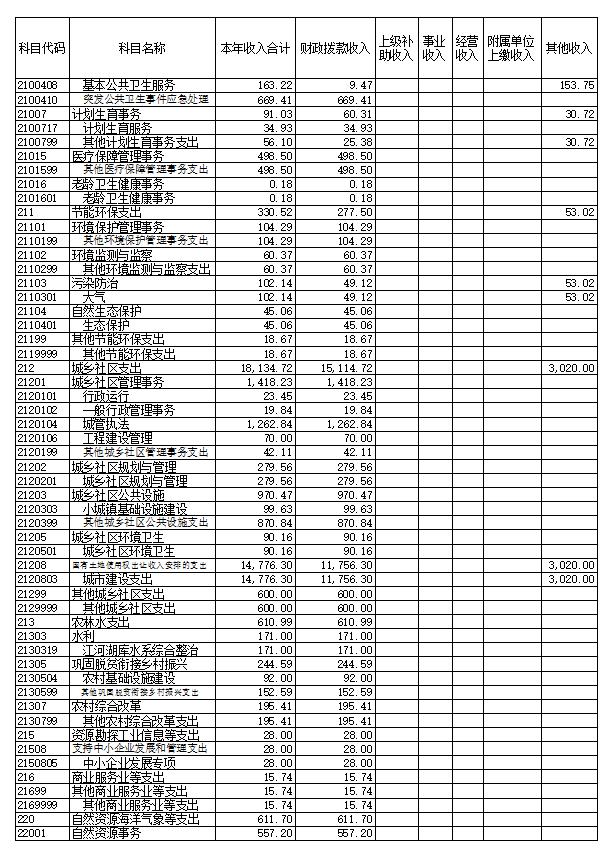 科目代码 科目名称 本年收入合计 财政拨款收入 上级补助收入 事业收入 经营收入 附属单位上缴收入 其他收入
2100408 基本公共卫生服务 163.22 9.47 153.75
2100410 突发公共卫生事件应急处理 669.41 669.41
21007 计划生育事务 91.03 60.31 30.72
2100717 计划生育服务 34.93 34.93
2100799 其他计划生育事务支出 56.10 25.38 30.72
21015 医疗保障管理事务 498.50 498.50
2101599 其他医疗保障管理事务支出 498.50 498.50
21016 老龄卫生健康事务 0.18 0.18
2101601 老龄卫生健康事务 0.18 0.18
211 节能环保支出 330.52 277.50 53.02
21101 环境保护管理事务 104.29 104.29
2110199 其他环境保护管理事务支出 104.29 104.29
21102 环境监测与监察 60.37 60.37
2110299 其他环境监测与监察支出 60.37 60.37
21103 污染防治 102.14 49.12 53.02
2110301 大气 102.14 49.12 53.02
21104 自然生态保护 45.06 45.06
2110401 生态保护 45.06 45.06
21199 其他节能环保支出 18.67 18.67
2119999 其他节能环保支出 18.67 18.67
212 城乡社区支出 18,134.72 15,114.72 3,020.00
21201 城乡社区管理事务 1,418.23 1,418.23
2120101 行政运行 23.45 23.45
2120102 一般行政管理事务 19.84 19.84
2120104 城管执法 1,262.84 1,262.84
2120106 工程建设管理 70.00 70.00
2120199 其他城乡社区管理事务支出 42.11 42.11
21202 城乡社区规划与管理 279.56 279.56
2120201 城乡社区规划与管理 279.56 279.56
21203 城乡社区公共设施 970.47 970.47
2120303 小城镇基础设施建设 99.63 99.63
2120399 其他城乡社区公共设施支出 870.84 870.84
21205 城乡社区环境卫生 90.16 90.16
2120501 城乡社区环境卫生 90.16 90.16
21208 国有土地使用权出让收入安排的支出 14,776.30 11,756.30 3,020.00
2120803 城市建设支出 14,776.30 11,756.30 3,020.00
21299 其他城乡社区支出 600.00 600.00
2129999 其他城乡社区支出 600.00 600.00
213 农林水支出 610.99 610.99
21303 水利 171.00 171.00
2130319 江河湖库水系综合整治 171.00 171.00
21305 巩固脱贫衔接乡村振兴 244.59 244.59
2130504 农村基础设施建设 92.00 92.00
2130599 其他巩固脱贫衔接乡村振兴支出 152.59 152.59
21307 农村综合改革 195.41 195.41
2130799 其他农村综合改革支出 195.41 195.41
215 资源勘探工业信息等支出 28.00 28.00
21508 支持中小企业发展和管理支出 28.00 28.00
2150805 中小企业发展专项 28.00 28.00
216 商业服务业等支出 15.74 15.74
21699 其他商业服务业等支出 15.74 15.74
2169999 其他商业服务业等支出 15.74 15.74
220 自然资源海洋气象等支出 611.70 611.70
22001 自然资源事务 557.20 557.20